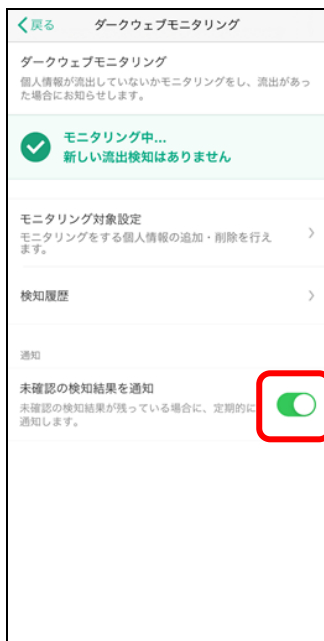 戻る ダークウェブモニタリング
ダークウェブモニタリング
個人情報が流出していないかモニタリングをし、流出があっ
た場合にお知らせします。
モニタリング中...
新しい流出検知はありません
モニタリング対象設定
モニタリングをする個人情報の追加・削除を行え
ます。
検知履歴
通知
未確認の検知結果を通知
未確認の検知結果が残っている場合に、定期的に
通知します。